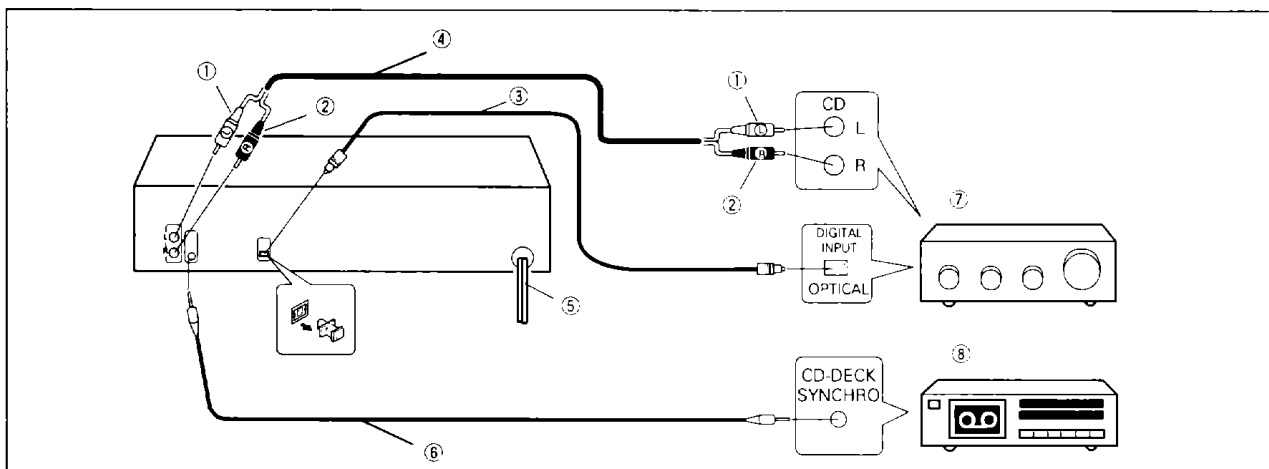 ④
①
②
③
①
CD
L
R
②
⑦
DIGITAL
INPUT
OPTICAL
⑤
⑧
CD-DECK
SYNCHRO
⑥